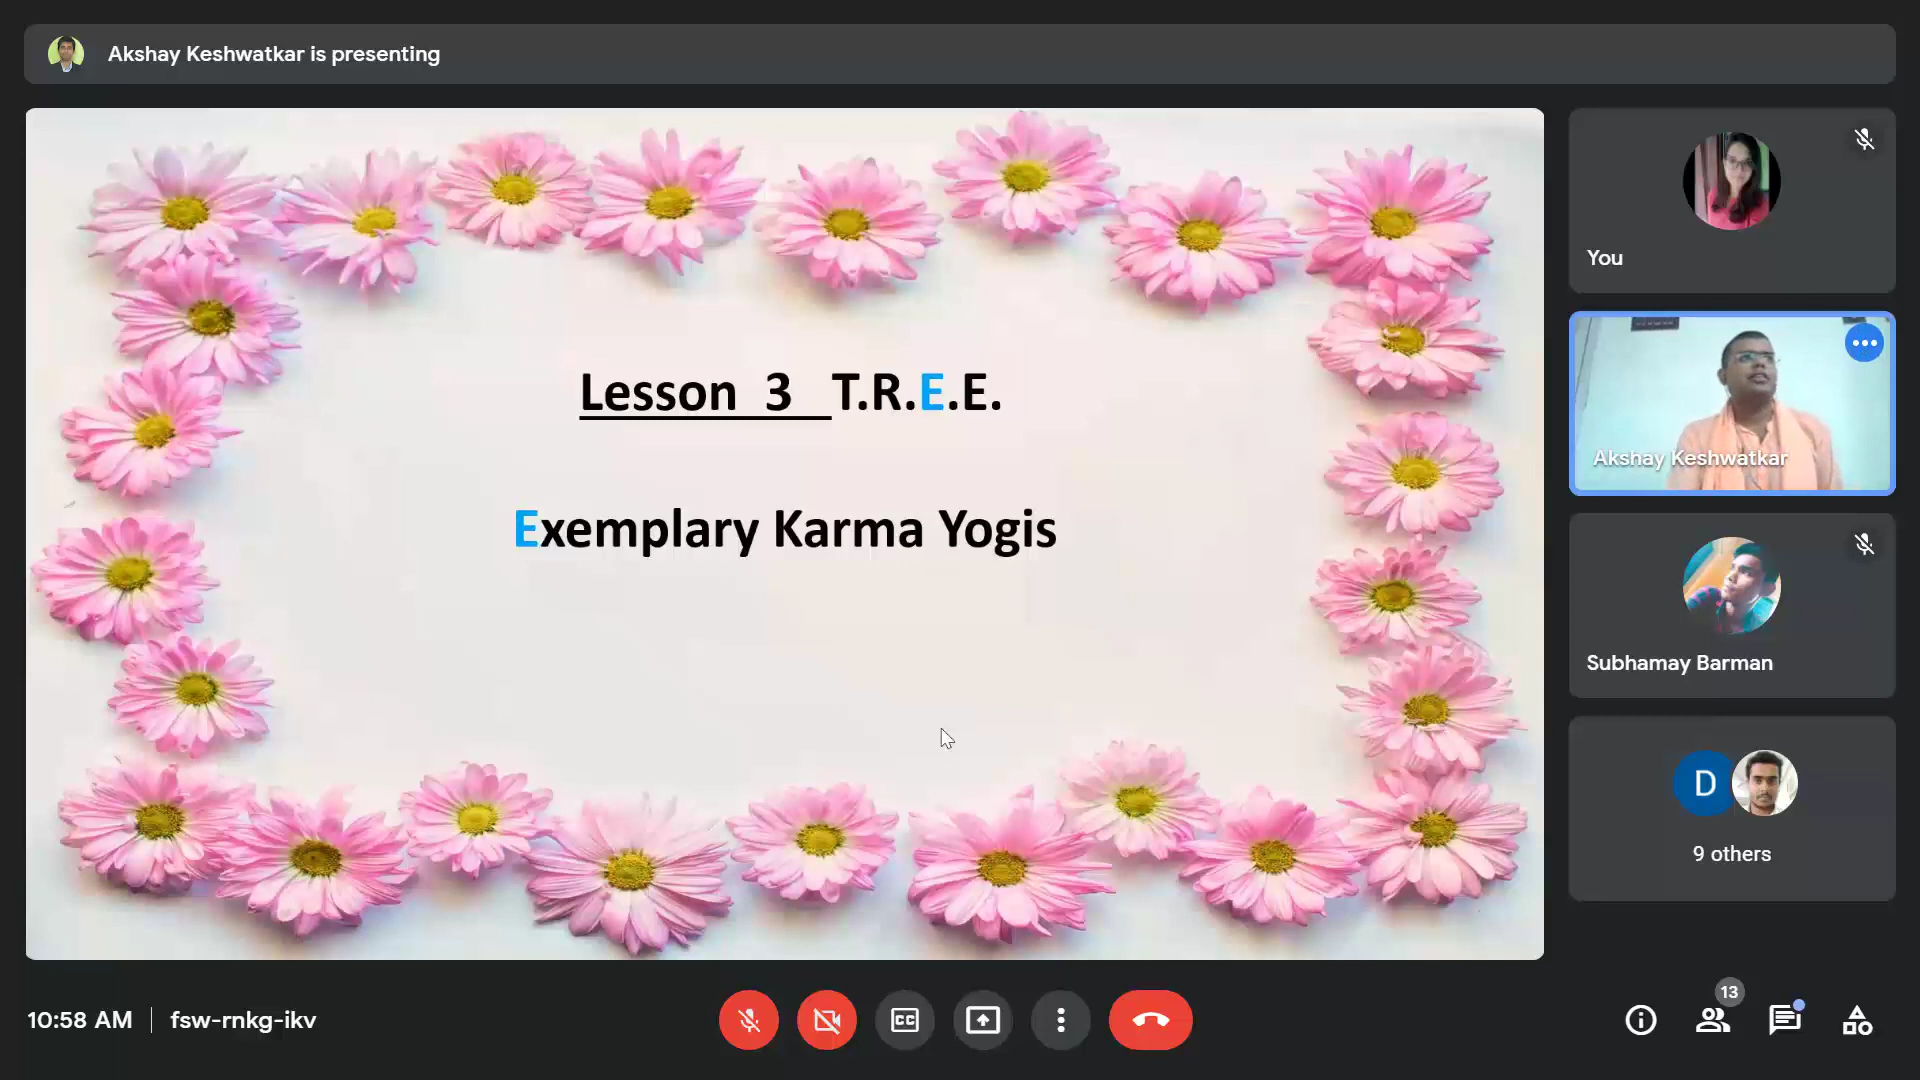 Akshay Keshwatkar is presenting
Lesson 3 T.R.E.E.
Exemplary Karma Yogis
You
Akshay Keshwatkar
Subhamay Barman
D
9 others
10:58 AM
fsw-rnkg-ikv
CC
13